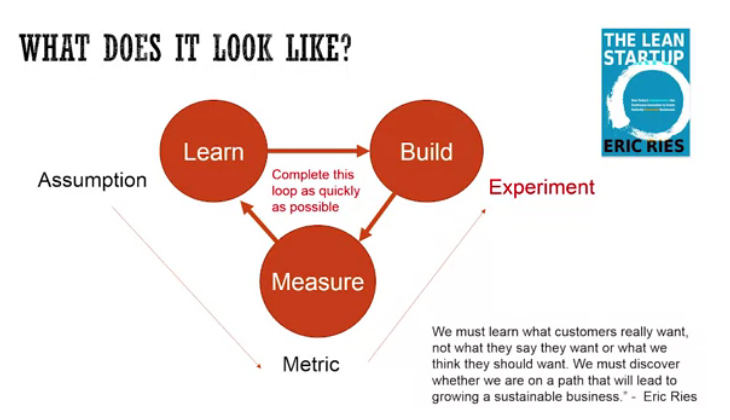 WHAT DOES IT LOOK LIKE?
THE LEAN
STARTUP
ERIC RIES
Learn
Build
Complete this
loop as quickly
as possible
Assumption
Experiment
Measure
Metric
We must learn what customers really want,
not what they say they want or what we
think they should want. We must discover
whether we are on a path that will lead to
growing a sustainable business.” - Eric Ries